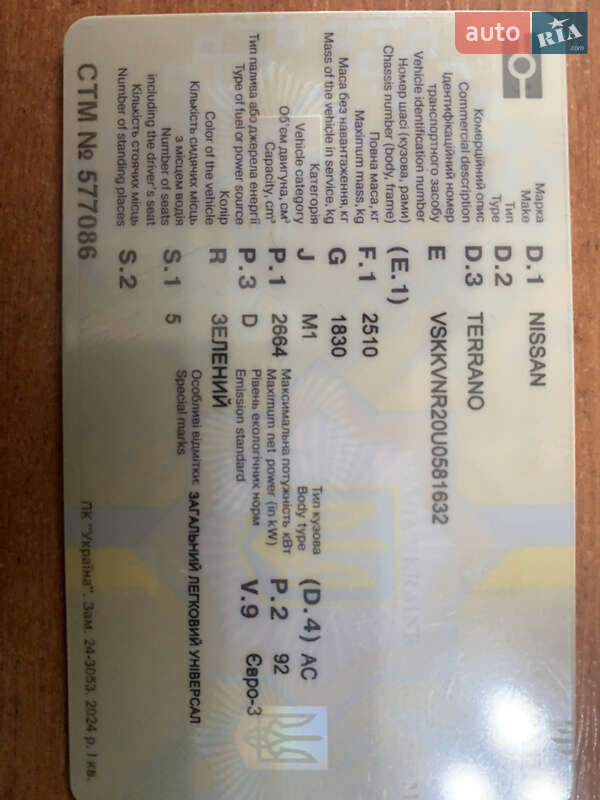 auto RIA .com
Марка D.1 NISSAN
Make
Тип D.2
Type
Комерційний опис D.3 TERRANO
Commercial description
Ідентифікаційний номер
транспортного засобу E VSKKVNR20U0581632
Vehicle identification number
Номер шасі (кузова, рами) (E.1)
Chassis number (body, frame)
Повна маса, кг F.1 2510
Maximum mass, kg
Маса без навантаження, кг G 1830
Mass of the vehicle in service, kg
Категорія J M1 Тип кузова (D.4) AC
Vehicle category Body type
Об'єм двигуна, см³ P.1 2664 Максимальна потужність кВт P.2 92
Capacity, cm³ Maximum net power (in kW)
Тип палива або джерела енергії P.3 D Рівень екологічних норм V.9 Євро-3
Type of fuel or power source Emission standard
Колір R ЗЕЛЕНИЙ
Color of the vehicle
Кількість сидячих місць
з місцем водія S.1 5 Особливі відмітки: ЗАГАЛЬНИЙ ЛЕГКОВИЙ УНІВЕРСАЛ
Number of seats Special marks
including the driver's seat
Кількість стоячих місць S.2
Number of standing places
СТМ № 577086
ПК "Україна". Зам. 24-3053. 2024 р. І кв.